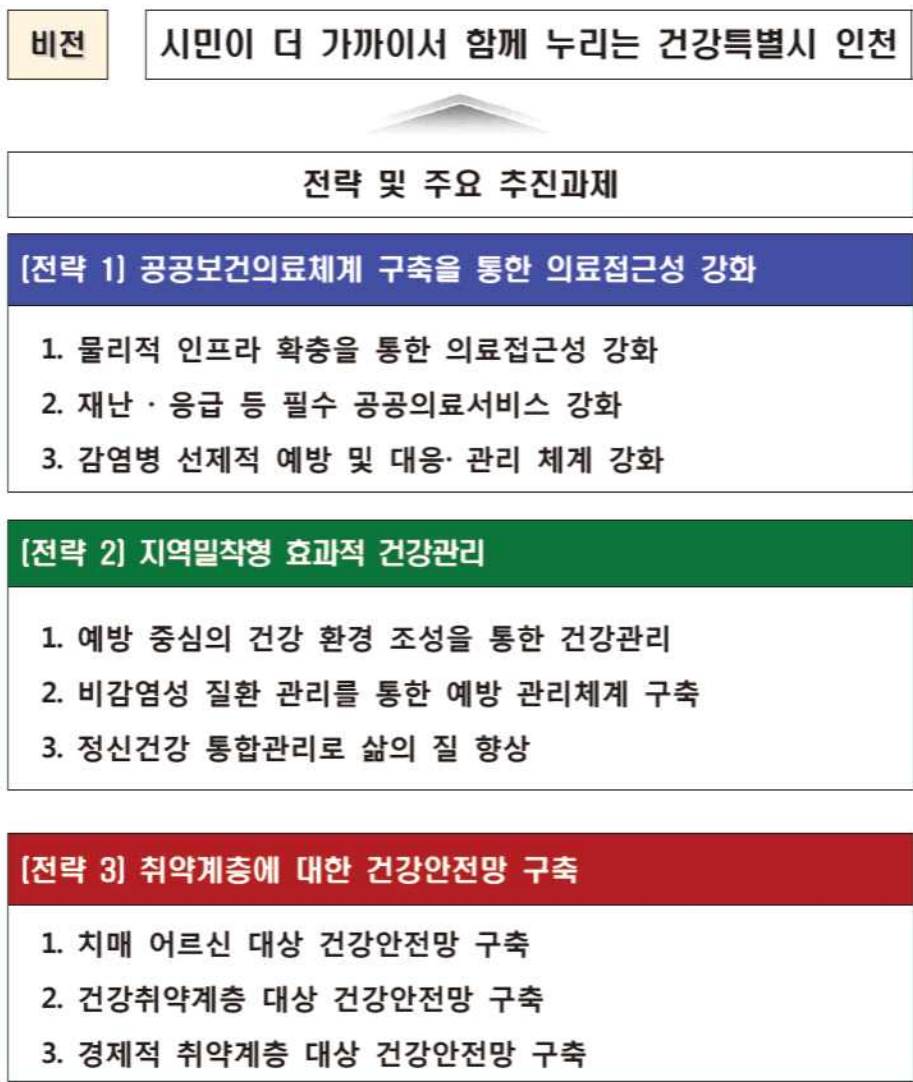 비전
시민이 더 가까이서 함께 누리는 건강특별시 인천
전략 및 주요 추진과제
[전략 1] 공공보건의료체계 구축을 통한 의료접근성 강화
1. 물리적 인프라 확충을 통한 의료접근성 강화
2. 재난 · 응급 등 필수 공공의료서비스 강화
3. 감염병 선제적 예방 및 대응· 관리 체계 강화
[전략 2] 지역밀착형 효과적 건강관리
1. 예방 중심의 건강 환경 조성을 통한 건강관리
2. 비감염성 질환 관리를 통한 예방 관리체계 구축
3. 정신건강 통합관리로 삶의 질 향상
[전략 3] 취약계층에 대한 건강안전망 구축
1. 치매 어르신 대상 건강안전망 구축
2. 건강취약계층 대상 건강안전망 구축
3. 경제적 취약계층 대상 건강안전망 구축